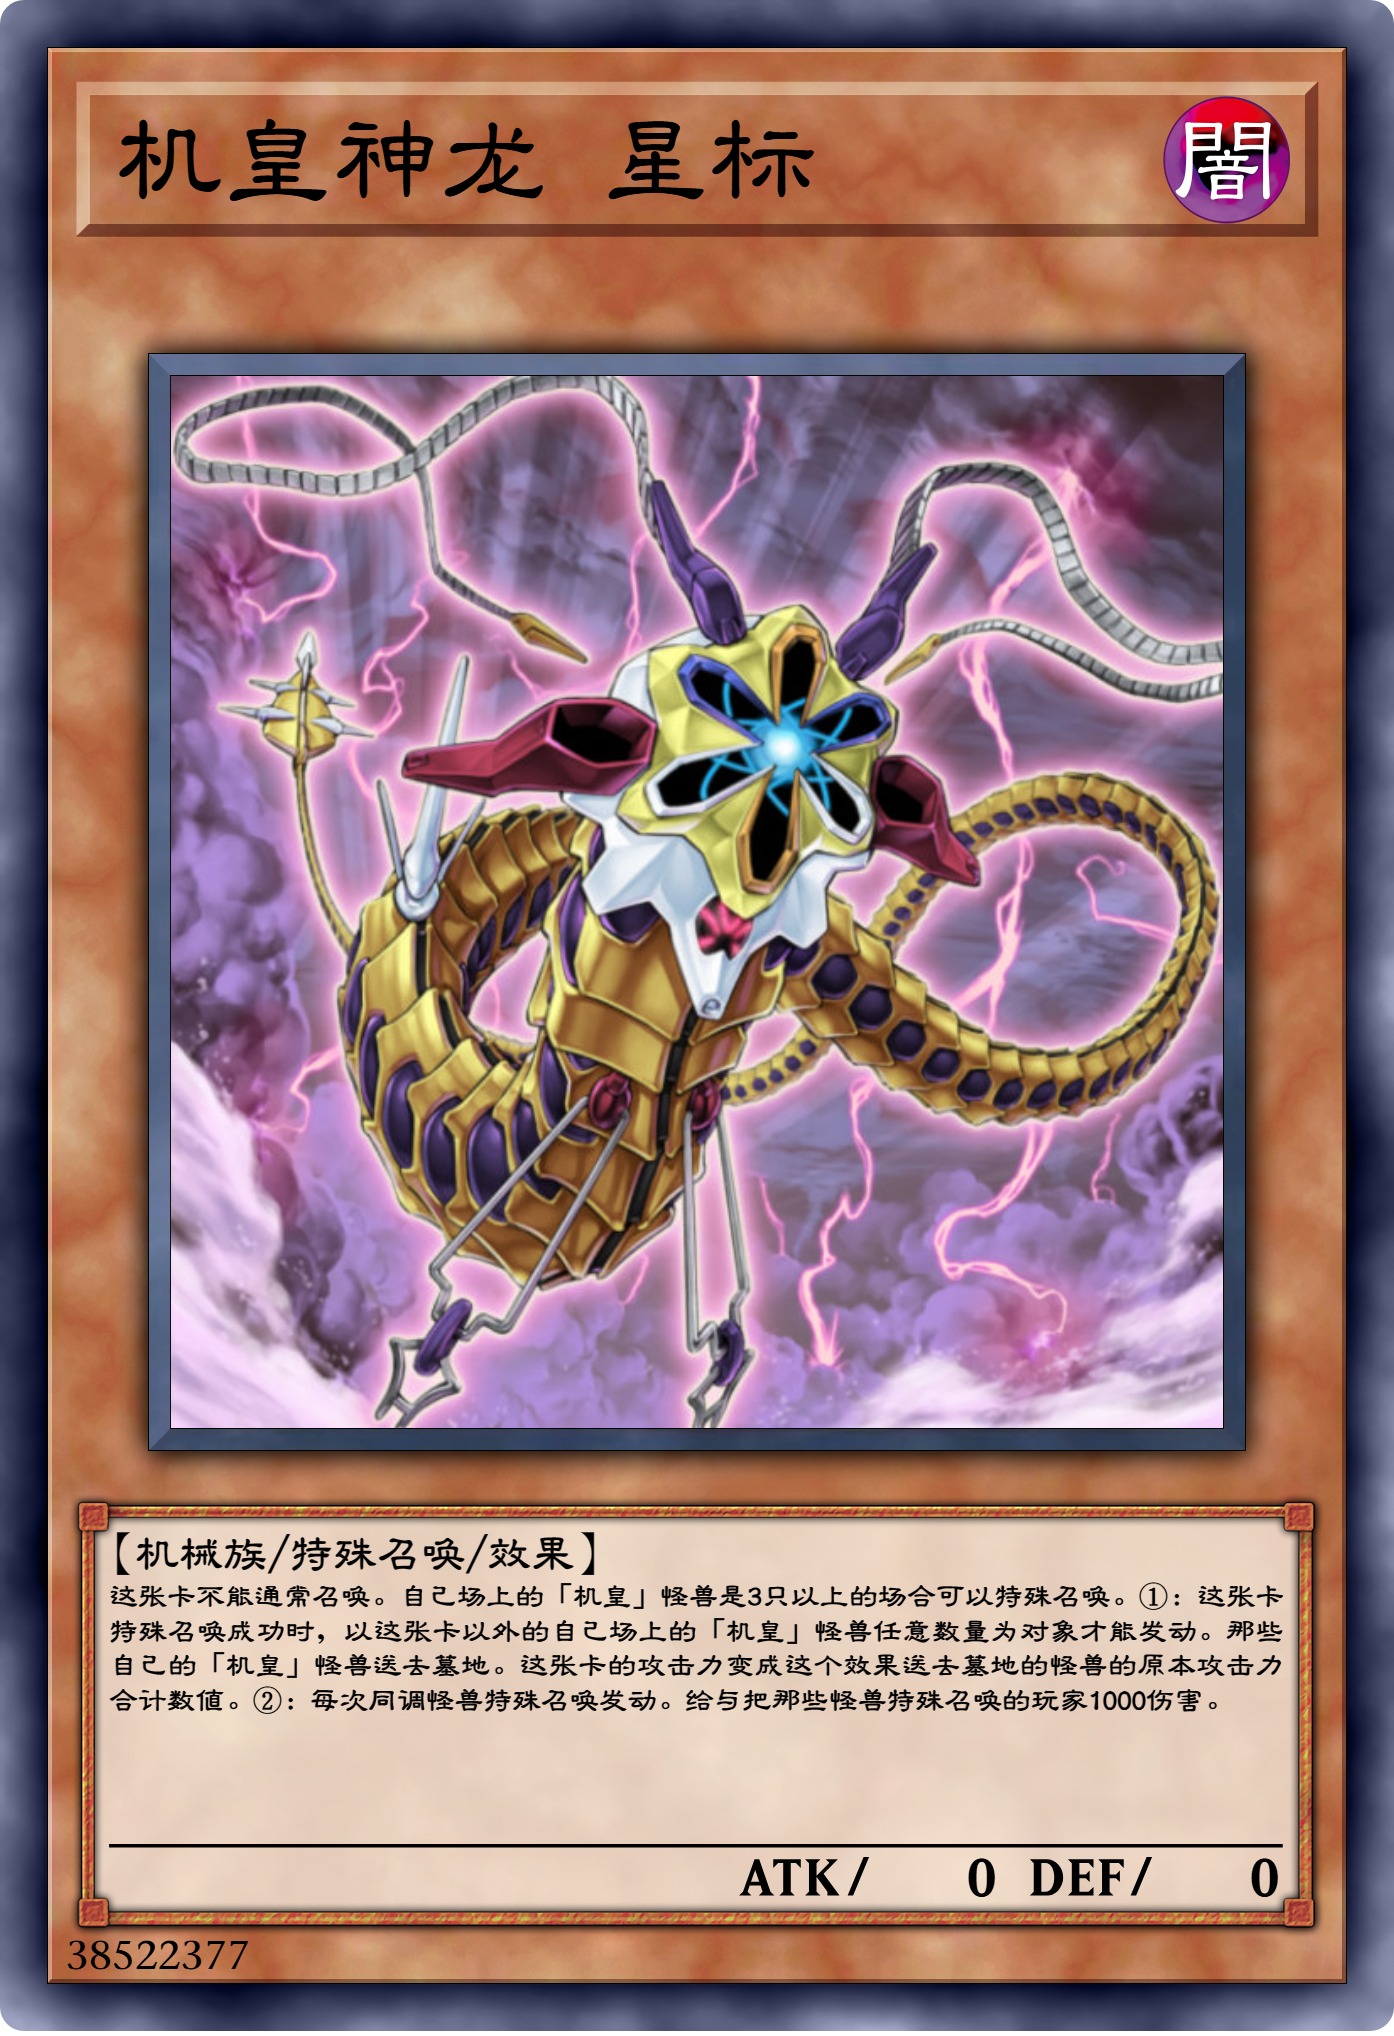 机皇神龙 星标
闇
【机械族/特殊召唤/效果】
这张卡不能通常召唤。自己场上的「机皇」怪兽是3只以上的场合可以特殊召唤。①：这张卡
特殊召唤成功时，以这张卡以外的自己场上的「机皇」怪兽任意数量为对象才能发动。那些
自己的「机皇」怪兽送去墓地。这张卡的攻击力变成这个效果送去墓地的怪兽的原本攻击力
合计数值。②：每次同调怪兽特殊召唤发动。给与把那些怪兽特殊召唤的玩家1000伤害。
ATK/ 0 DEF/ 0
38522377